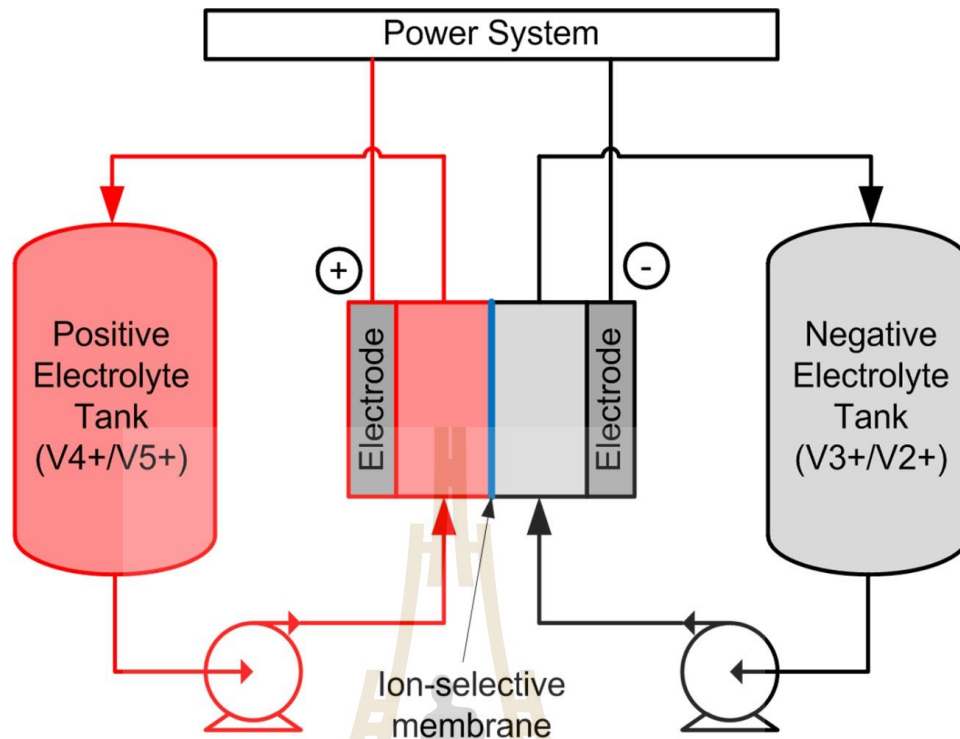 Power System
+
-
Positive
Electrolyte
Tank
(V4+/V5+)
Electrode
Electrode
Negative
Electrolyte
Tank
(V3+/V2+)
Ion-selective
membrane